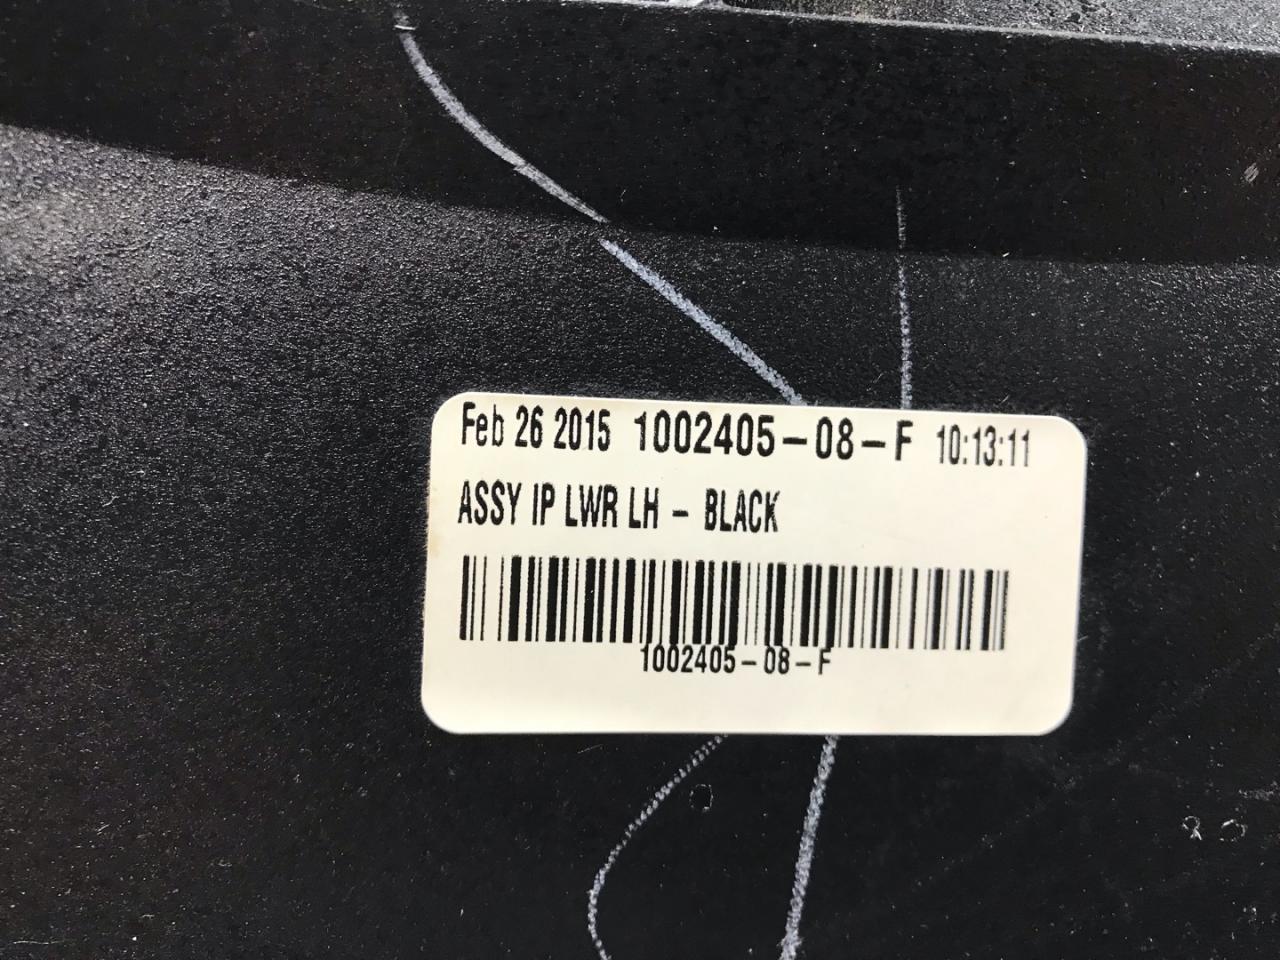 Feb 26 2015 1002405-08-F 10:13:11
ASSY IP LWR LH - BLACK
1002405-08-F